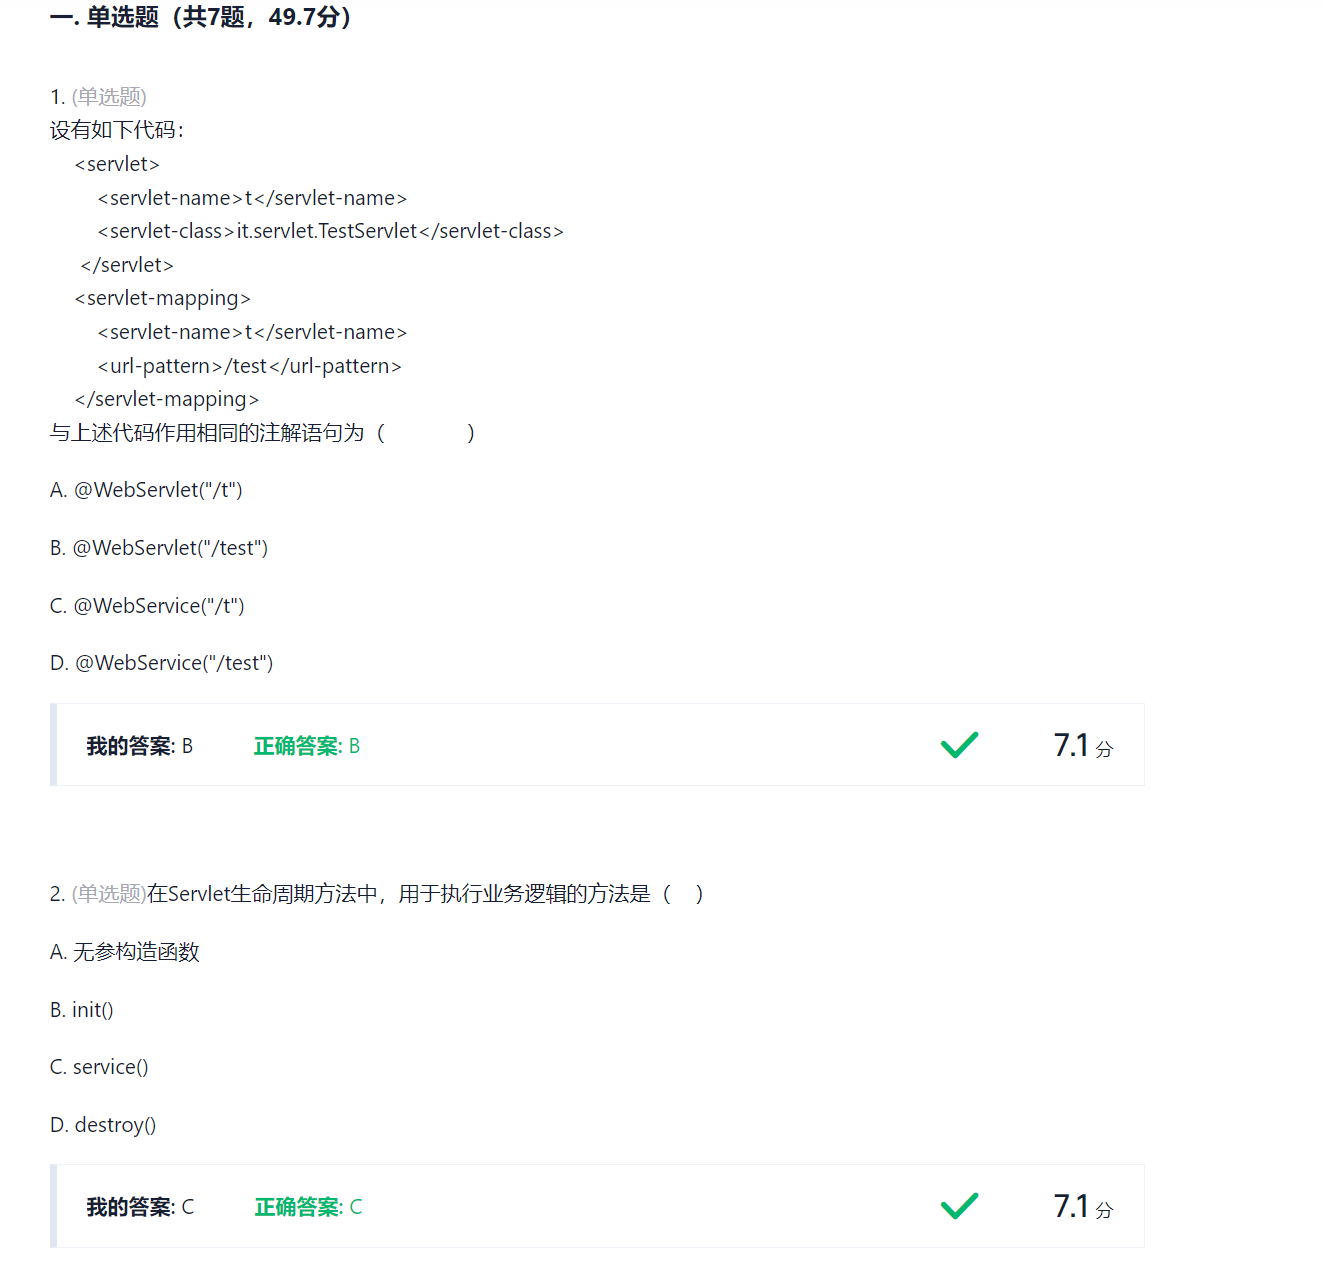 一. 单选题（共7题，49.7分）
1. (单选题)
设有如下代码：
<servlet>
<servlet-name>t</servlet-name>
<servlet-class>it.servlet.TestServlet</servlet-class>
</servlet>
<servlet-mapping>
<servlet-name>t</servlet-name>
<url-pattern>/test</url-pattern>
</servlet-mapping>
与上述代码作用相同的注解语句为（ ）
A. @WebServlet("/t")
B. @WebServlet("/test")
C. @WebService("/t")
D. @WebService("/test")
我的答案: B 正确答案: B 7.1 分
2. (单选题)在Servlet生命周期方法中，用于执行业务逻辑的方法是（ ）
A. 无参构造函数
B. init()
C. service()
D. destroy()
我的答案: C 正确答案: C 7.1 分